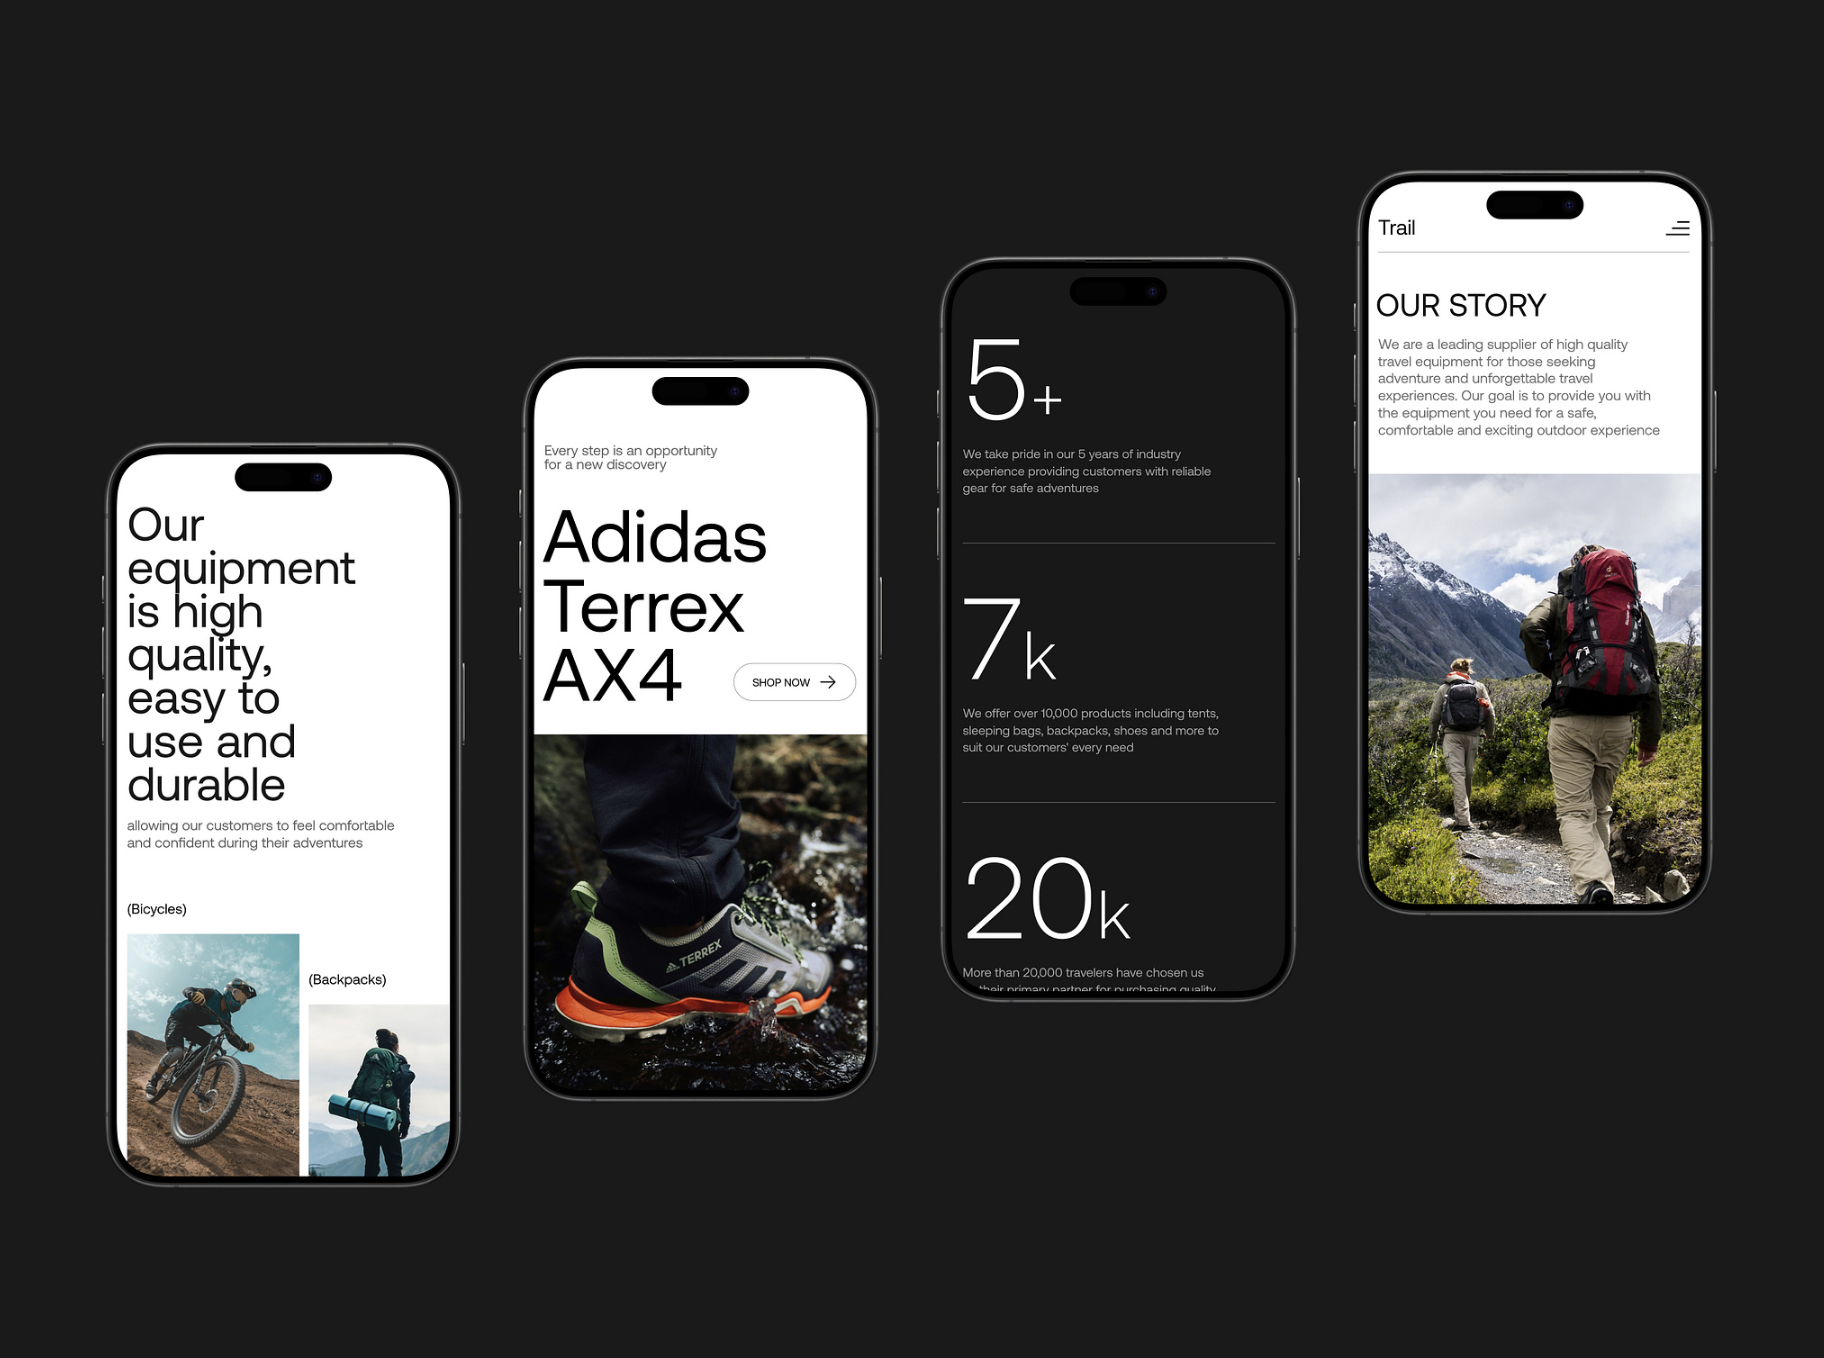 Our
equipment
is high
quality,
easy to
use and
durable
allowing our customers to feel comfortable
and confident during their adventures
(Bicycles)
(Backpacks)
Every step is an opportunity
for a new discovery
Adidas
Terrex
AX4
SHOP NOW
TERREX
5+
We take pride in our 5 years of industry
experience providing customers with reliable
gear for safe adventures
7k
We offer over 10,000 products including tents,
sleeping bags, backpacks, shoes and more to
suit our customers' every need
20k
More than 20,000 travelers have chosen us
their primary partner for purchasing quality
Trail
OUR STORY
We are a leading supplier of high quality
travel equipment for those seeking
adventure and unforgettable travel
experiences. Our goal is to provide you with
the equipment you need for a safe,
comfortable and exciting outdoor experience